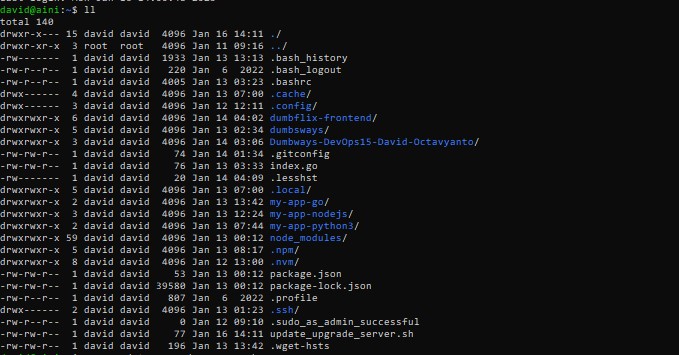 david@aini:~$ ll
total 140
drwxr-x--- 15 david david  4096 Jan 16 14:11 ./
drwxr-xr-x  3 root  root   4096 Jan 11 09:16 ../
-rw-------  1 david david  1933 Jan 13 13:13 .bash_history
-rw-r--r--  1 david david   220 Jan  6  2022 .bash_logout
-rw-r--r--  1 david david  4005 Jan 13 03:23 .bashrc
drwx------  4 david david  4096 Jan 13 07:00 .cache/
drwx------  3 david david  4096 Jan 12 12:11 .config/
drwxrwxr-x  6 david david  4096 Jan 14 04:02 dumbflix-frontend/
drwxrwxr-x  5 david david  4096 Jan 13 02:34 dumbsways/
drwxrwxr-x  3 david david  4096 Jan 14 03:06 Dumbways-DevOps15-David-Octavyanto/
-rw-rw-r--  1 david david    74 Jan 14 01:34 .gitconfig
-rw-rw-r--  1 david david    76 Jan 13 03:33 index.go
-rw-------  1 david david    20 Jan 14 04:09 .lesshst
drwxrwxr-x  5 david david  4096 Jan 13 07:00 .local/
drwxrwxr-x  2 david david  4096 Jan 13 13:42 my-app-go/
drwxrwxr-x  3 david david  4096 Jan 13 12:24 my-app-nodejs/
drwxrwxr-x  2 david david  4096 Jan 13 07:44 my-app-python3/
drwxrwxr-x 59 david david  4096 Jan 13 00:12 node_modules/
drwxrwxr-x  5 david david  4096 Jan 13 08:17 .npm/
drwxrwxr-x  8 david david  4096 Jan 12 13:00 .nvm/
-rw-rw-r--  1 david david    53 Jan 13 00:12 package.json
-rw-rw-r--  1 david david 39580 Jan 13 00:12 package-lock.json
-rw-r--r--  1 david david   807 Jan  6  2022 .profile
drwx------  2 david david  4096 Jan 13 01:23 .ssh/
-rw-r--r--  1 david david     0 Jan 12 09:10 .sudo_as_admin_successful
-rw-rw-r--  1 david david    77 Jan 16 14:11 update_upgrade_server.sh
-rw-rw-r--  1 david david   196 Jan 13 13:42 .wget-hsts